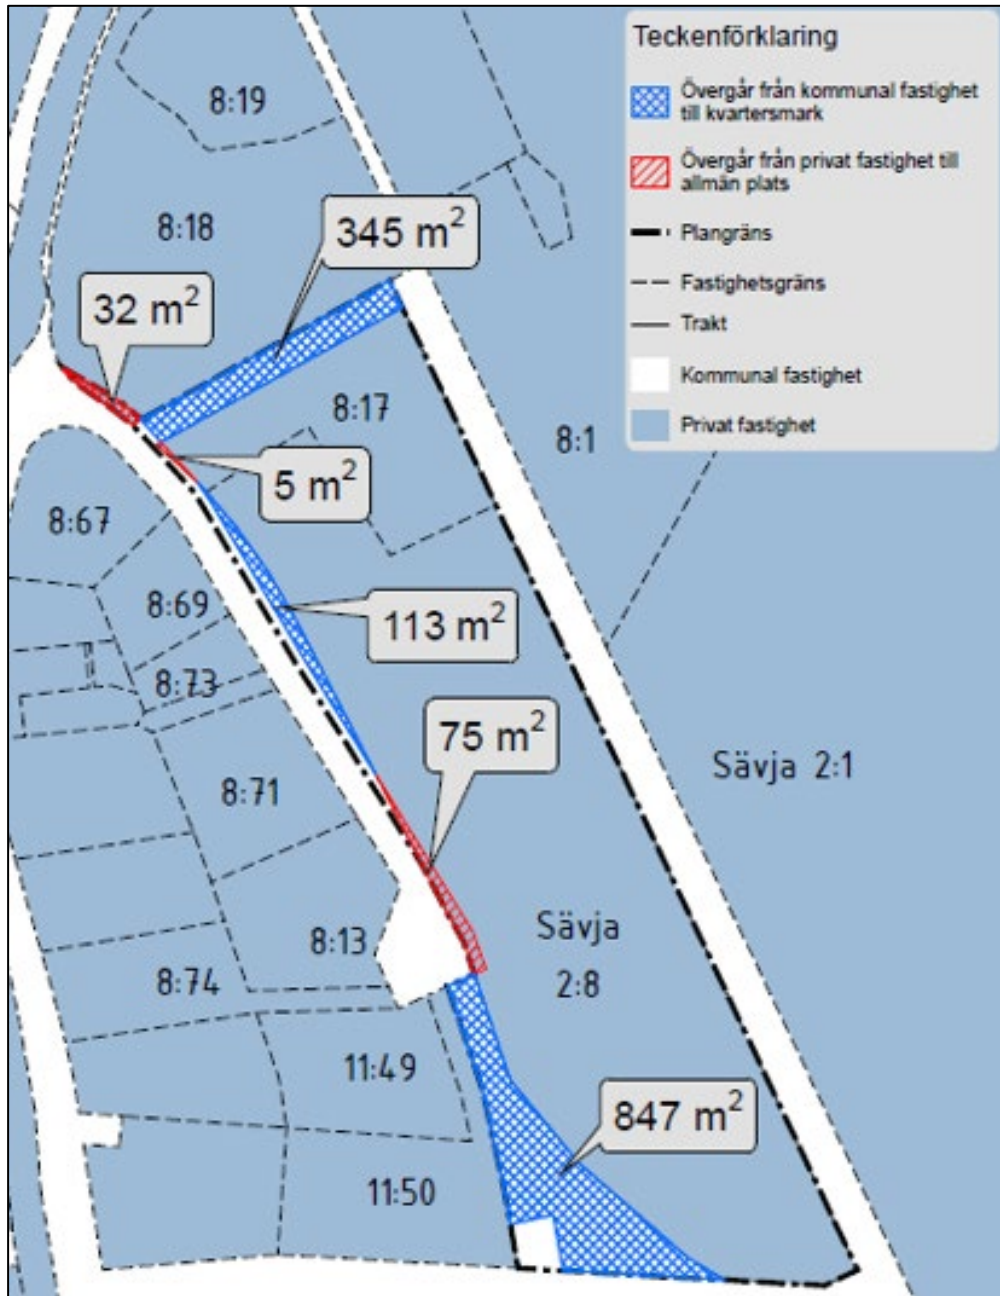 Teckenförklaring
Övergår från kommunal fastighet
till kvartersmark
Övergår från privat fastighet till
allmän plats
Plangräns
Fastighetsgräns
Trakt
Kommunal fastighet
Privat fastighet
8:19
8:18
345 m²
32 m²
8:17
8:1
5 m²
8:67
8:69
113 m²
8:73
75 m²
Sävja 2:1
8:71
Sävja
2:8
8:13
8:74
11:49
847 m²
11:50